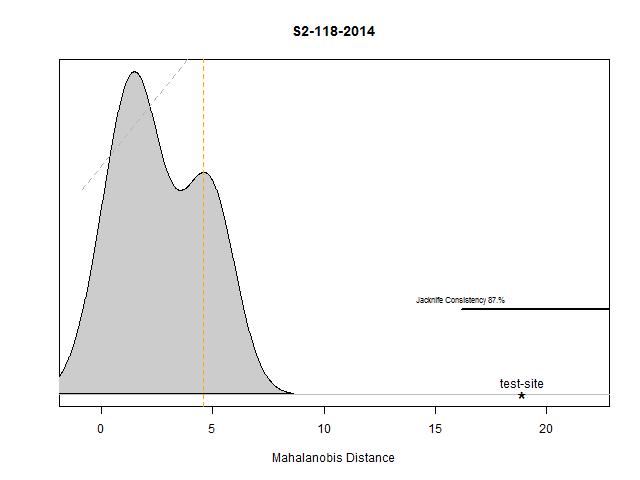 S2-118-2014
Jacknife Consistency 87.%
test-site
*
0 5 10 15 20
Mahalanobis Distance